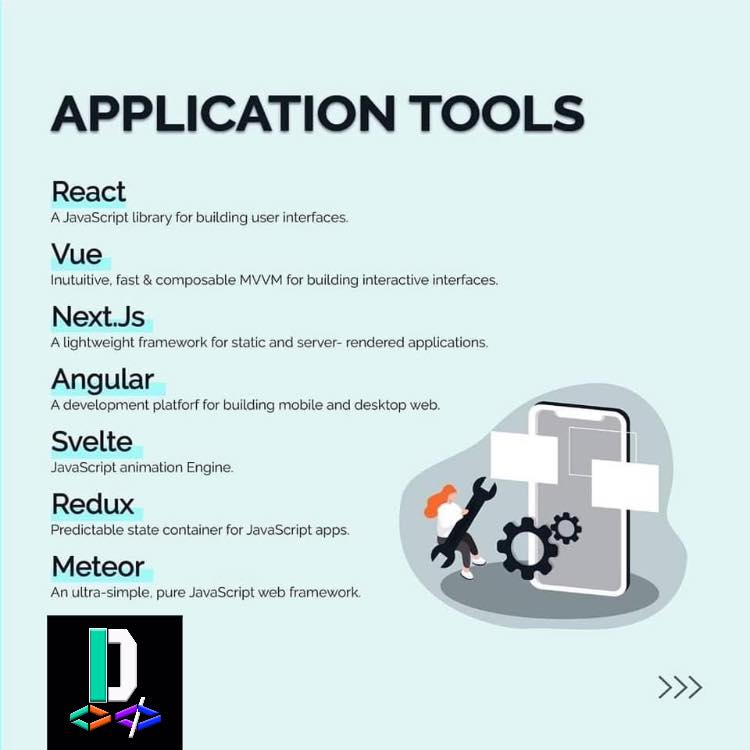 APPLICATION TOOLS
React
A JavaScript library for building user interfaces.
Vue
Inutuitive, fast & composable MVVM for building interactive interfaces.
Next.Js
A lightweight framework for static and server- rendered applications.
Angular
A development platforf for building mobile and desktop web.
Svelte
JavaScript animation Engine.
Redux
Predictable state container for JavaScript apps.
Meteor
An ultra-simple, pure JavaScript web framework.
D